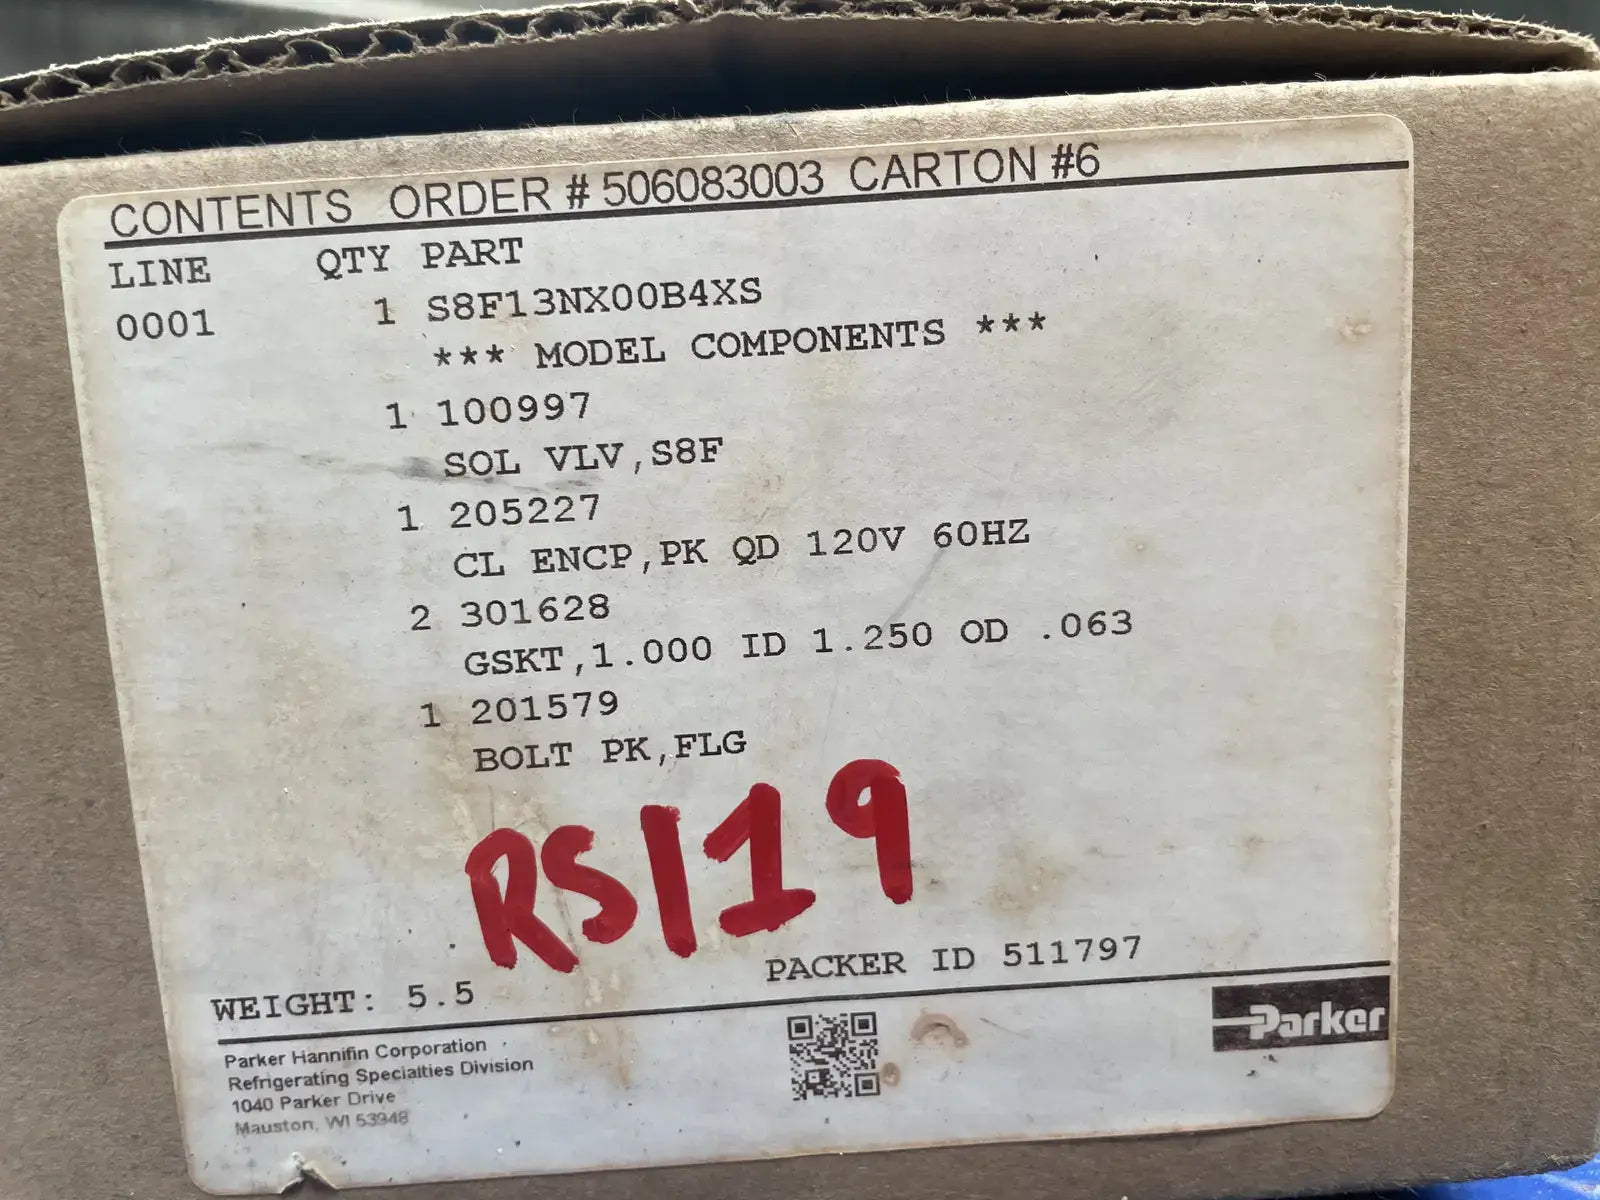 CONTENTS ORDER # 506083003 CARTON #6
LINE QTY PART
0001 1 S8F13NX00B4XS
*** MODEL COMPONENTS ***
1 100997
SOL VLV,S8F
1 205227
CL ENCP,PK QD 120V 60HZ
2 301628
GSKT,1.000 ID 1.250 OD .063
1 201579
BOLT PK,FLG
RS119
PACKER ID 511797
WEIGHT: 5.5
Parker Hannifin Corporation
Refrigerating Specialties Division
1040 Parker Drive
Mauston, WI 53948
Parker